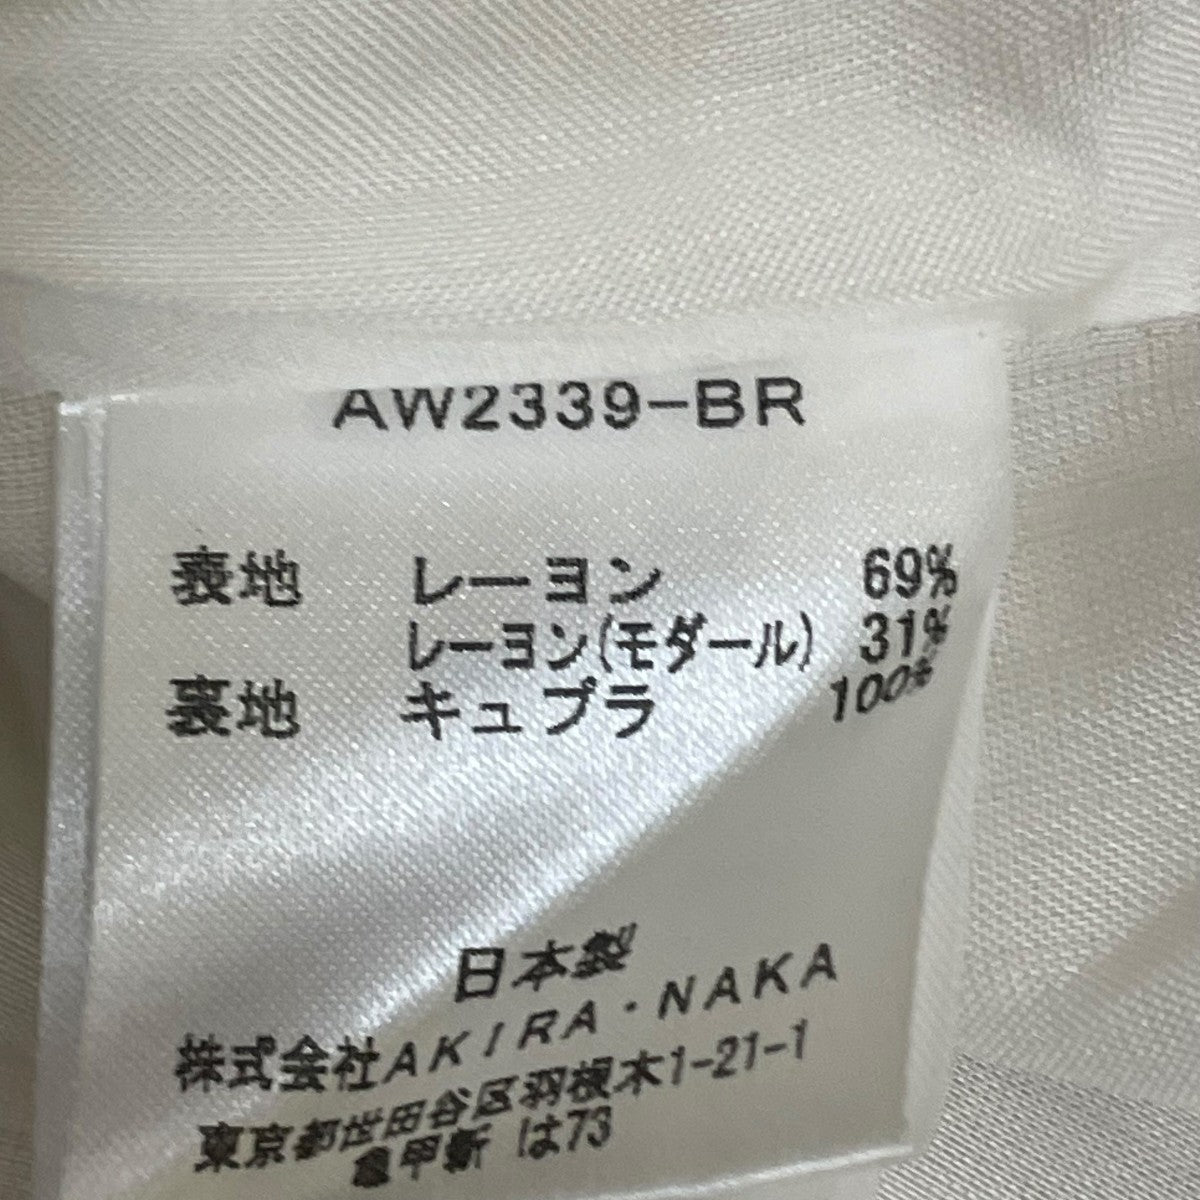 AW2339-BR
表地 レーヨン 69%
レーヨン(モダール) 31%
裏地 キュプラ 100%
日本製
株式会社AKIRA・NAKA
東京都世田谷区羽根木1-21-1
亀甲新 は73